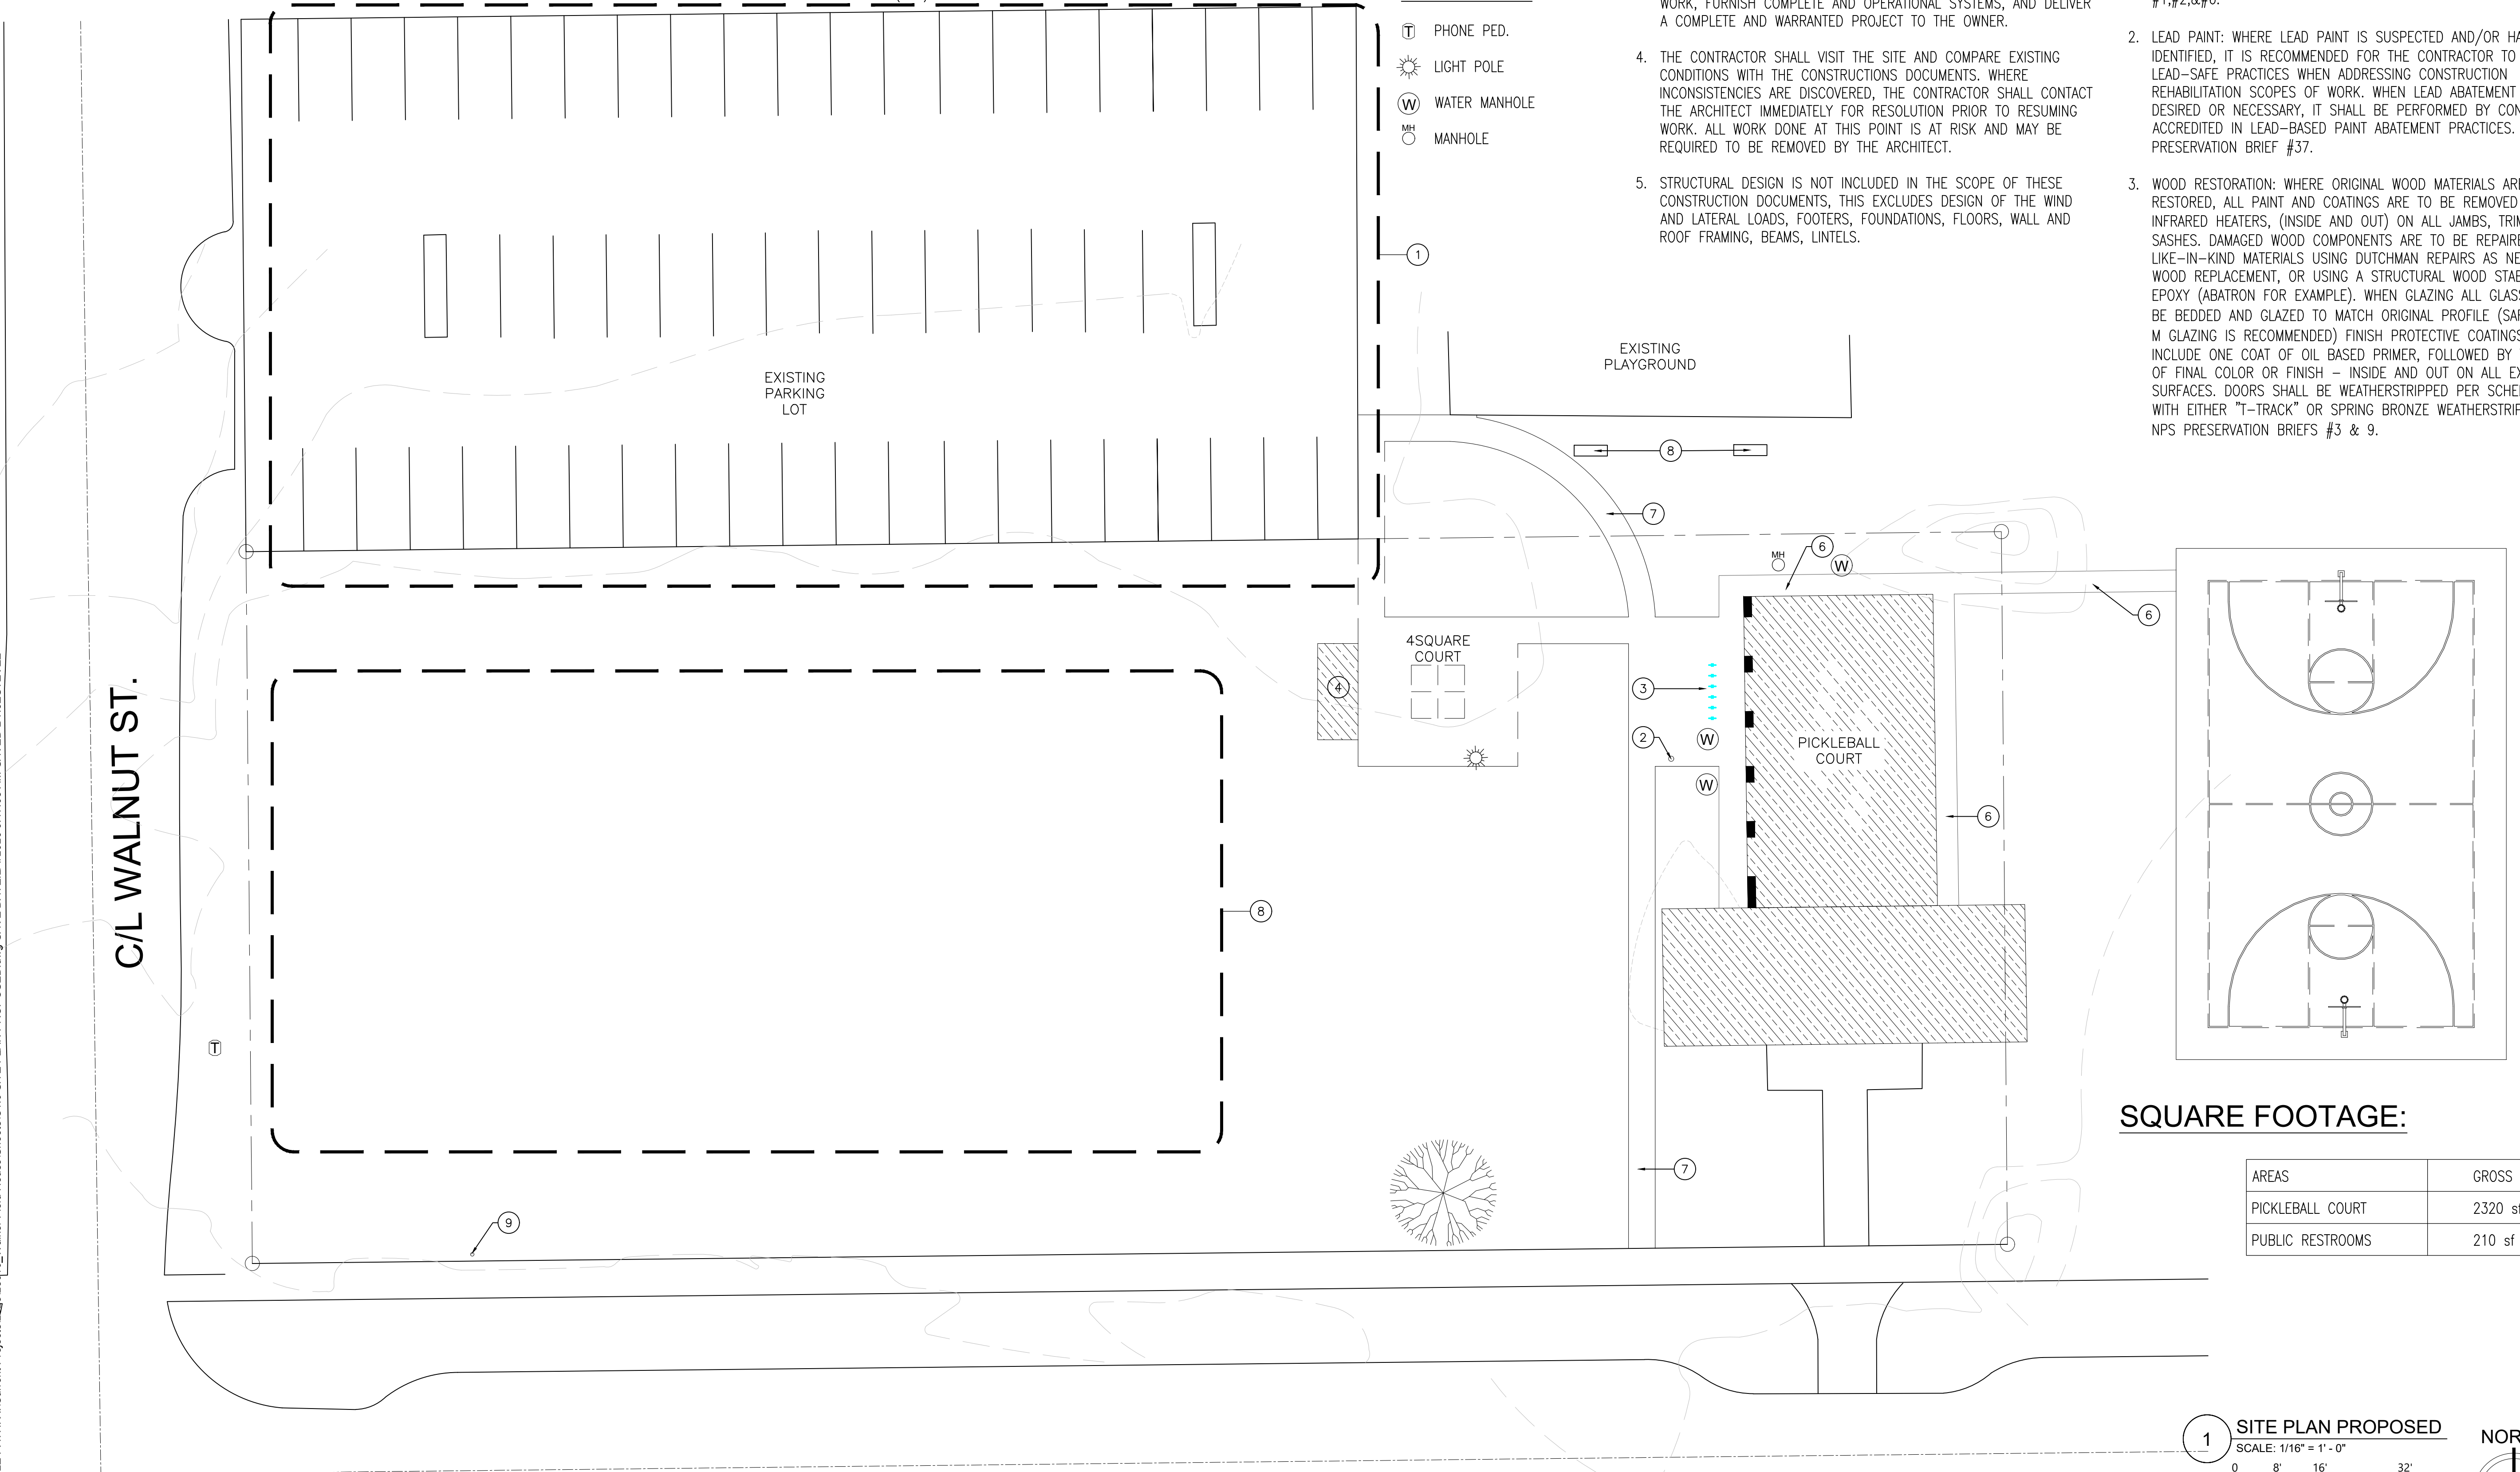 PHONE PED.
LIGHT POLE
W
WATER MANHOLE
MH
MANHOLE
T
WORK, FURNISH COMPLETE AND OPERATIONAL SYSTEMS, AND DELIVER
A COMPLETE AND WARRANTED PROJECT TO THE OWNER.
4. THE CONTRACTOR SHALL VISIT THE SITE AND COMPARE EXISTING
CONDITIONS WITH THE CONSTRUCTIONS DOCUMENTS. WHERE
INCONSISTENCIES ARE DISCOVERED, THE CONTRACTOR SHALL CONTACT
THE ARCHITECT IMMEDIATELY FOR RESOLUTION PRIOR TO RESUMING
WORK. ALL WORK DONE AT THIS POINT IS AT RISK AND MAY BE
REQUIRED TO BE REMOVED BY THE ARCHITECT.
5. STRUCTURAL DESIGN IS NOT INCLUDED IN THE SCOPE OF THESE
CONSTRUCTION DOCUMENTS, THIS EXCLUDES DESIGN OF THE WIND
AND LATERAL LOADS, FOOTERS, FOUNDATIONS, FLOORS, WALL AND
ROOF FRAMING, BEAMS, LINTELS.
2. LEAD PAINT: WHERE LEAD PAINT IS SUSPECTED AND/OR HA
IDENTIFIED, IT IS RECOMMENDED FOR THE CONTRACTOR TO
LEAD-SAFE PRACTICES WHEN ADDRESSING CONSTRUCTION
REHABILITATION SCOPES OF WORK. WHEN LEAD ABATEMENT
DESIRED OR NECESSARY, IT SHALL BE PERFORMED BY CON
ACCREDITED IN LEAD-BASED PAINT ABATEMENT PRACTICES.
PRESERVATION BRIEF #37.
3. WOOD RESTORATION: WHERE ORIGINAL WOOD MATERIALS ARE
RESTORED, ALL PAINT AND COATINGS ARE TO BE REMOVED
INFRARED HEATERS, (INSIDE AND OUT) ON ALL JAMBS, TRIM
SASHES. DAMAGED WOOD COMPONENTS ARE TO BE REPAIRE
LIKE-IN-KIND MATERIALS USING DUTCHMAN REPAIRS AS NE
WOOD REPLACEMENT, OR USING A STRUCTURAL WOOD STAB
EPOXY (ABATRON FOR EXAMPLE). WHEN GLAZING ALL GLASS
BE BEDDED AND GLAZED TO MATCH ORIGINAL PROFILE (SAR
M GLAZING IS RECOMMENDED) FINISH PROTECTIVE COATINGS
INCLUDE ONE COAT OF OIL BASED PRIMER, FOLLOWED BY
OF FINAL COLOR OR FINISH - INSIDE AND OUT ON ALL EX
SURFACES. DOORS SHALL BE WEATHERSTRIPPED PER SCHE
WITH EITHER "T-TRACK" OR SPRING BRONZE WEATHERSTRIP
NPS PRESERVATION BRIEFS #3 & 9.
1
EXISTING
PLAYGROUND
EXISTING
PARKING
LOT
8
7
MH
6
W
6
4SQUARE
COURT
4
3
2
W
W
PICKLEBALL
COURT
6
C/L WALNUT ST.
8
T
7
9
SQUARE FOOTAGE:
AREAS GROSS
PICKLEBALL COURT 2320 sf
PUBLIC RESTROOMS 210 sf
1 SITE PLAN PROPOSED
SCALE: 1/16" = 1' - 0"
0 8' 16' 32'
NOR